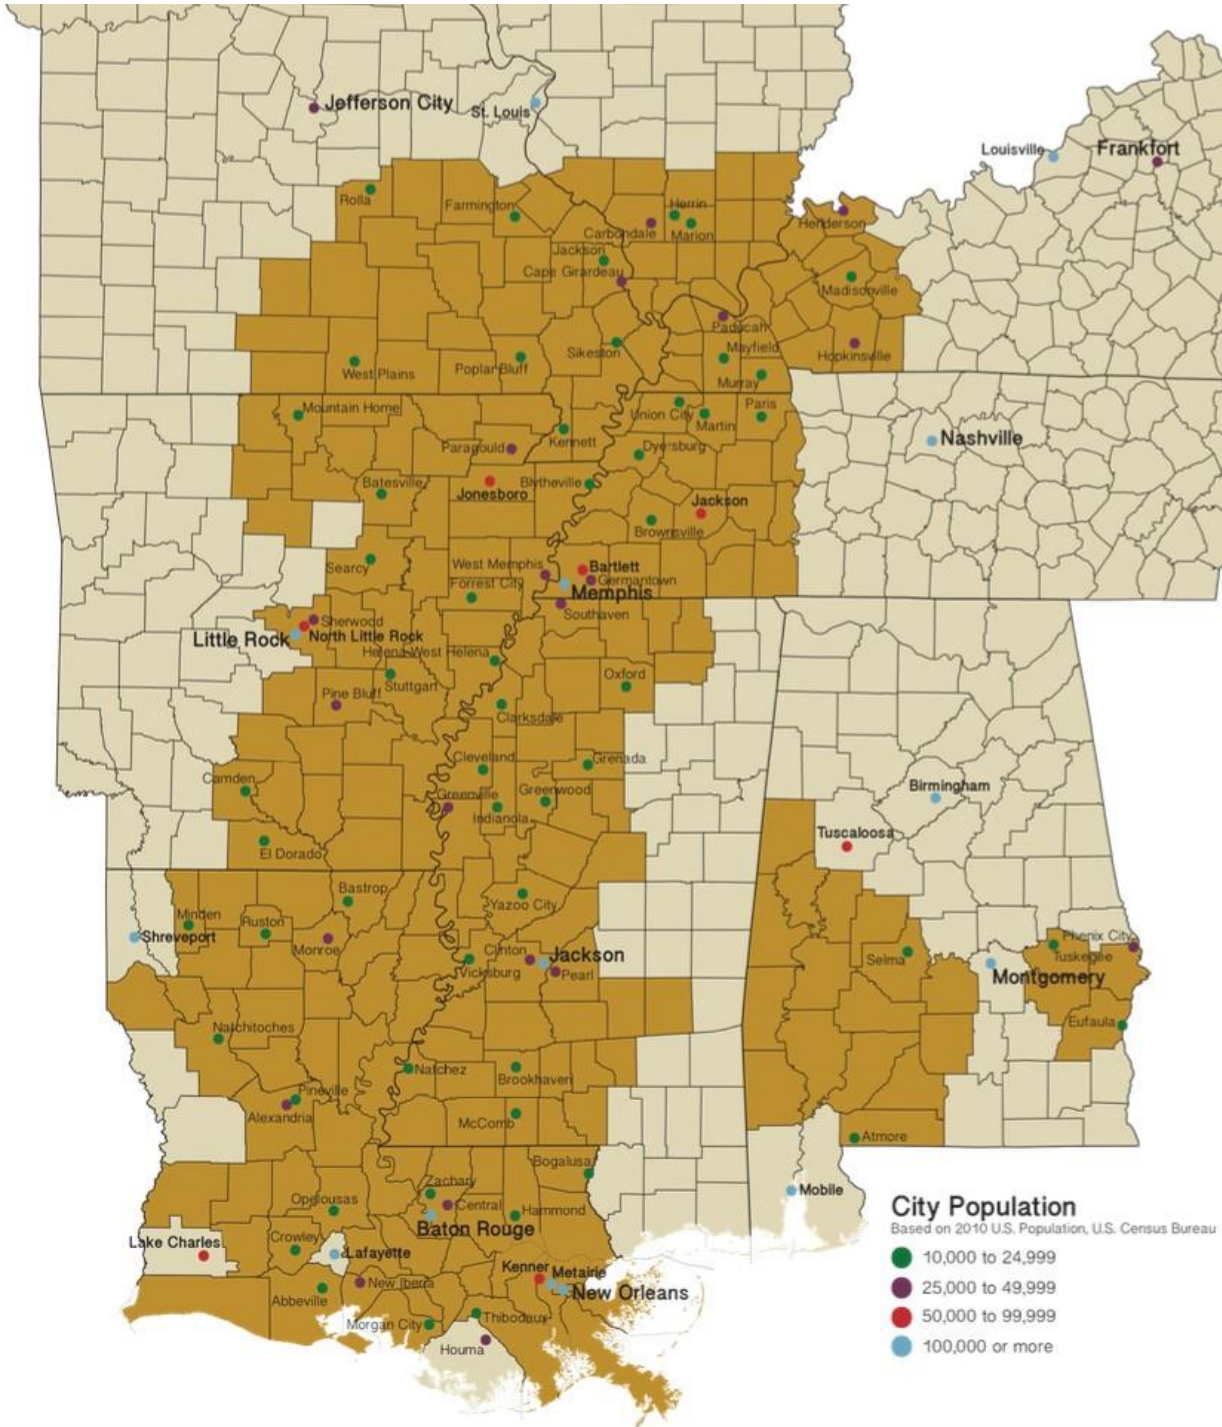 Jefferson City
St. Louis
Louisville
Frankfort
Rolla
Farmington
Herrin
Carbondale
Marion
Henderson
Jackson
Cape Girardeau
Madisonville
Paducah
Sikeston
Mayfield
Hopkinsville
West Plains
Poplar Bluff
Murray
Mountain Home
Union City
Paris
Martin
Kennett
Nashville
Paragould
Dyersburg
Batesville
Jonesboro
Blytheville
Jackson
Brownsville
Searcy
West Memphis
Bartlett
Germantown
Forrest City
Memphis
Southaven
Sherwood
Little Rock
North Little Rock
Helena-West Helena
Stuttgart
Oxford
Pine Bluff
Clarksdale
Cleveland
Grenada
Camden
Birmingham
Greenville
Greenwood
Indianola
Tuscaloosa
El Dorado
Bastrop
Yazoo City
Minden
Ruston
Shreveport
Monroe
Clinton
Jackson
Vicksburg
Pearl
Phenix City
Selma
Tuskegee
Montgomery
Eufaula
Natchitoches
Natchez
Brookhaven
Pineville
Alexandria
McComb
Atmore
Bogalusa
Zachary
Mobile
Opelousas
Central
Hammond
Baton Rouge
Lake Charles
Crowley
Lafayette
Kenner
Metairie
New Iberia
New Orleans
Abbeville
Morgan City
Thibodaux
Houma
City Population
Based on 2010 U.S. Population, U.S. Census Bureau
10,000 to 24,999
25,000 to 49,999
50,000 to 99,999
100,000 or more